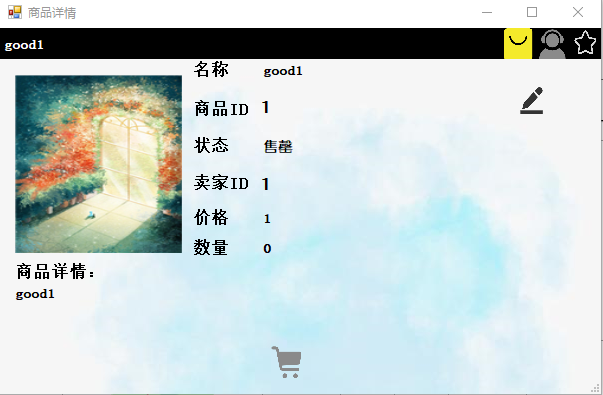 商品详情
good1
名称 good1
商品ID 1
状态 售罄
卖家ID 1
价格 1
数量 0
商品详情：
good1